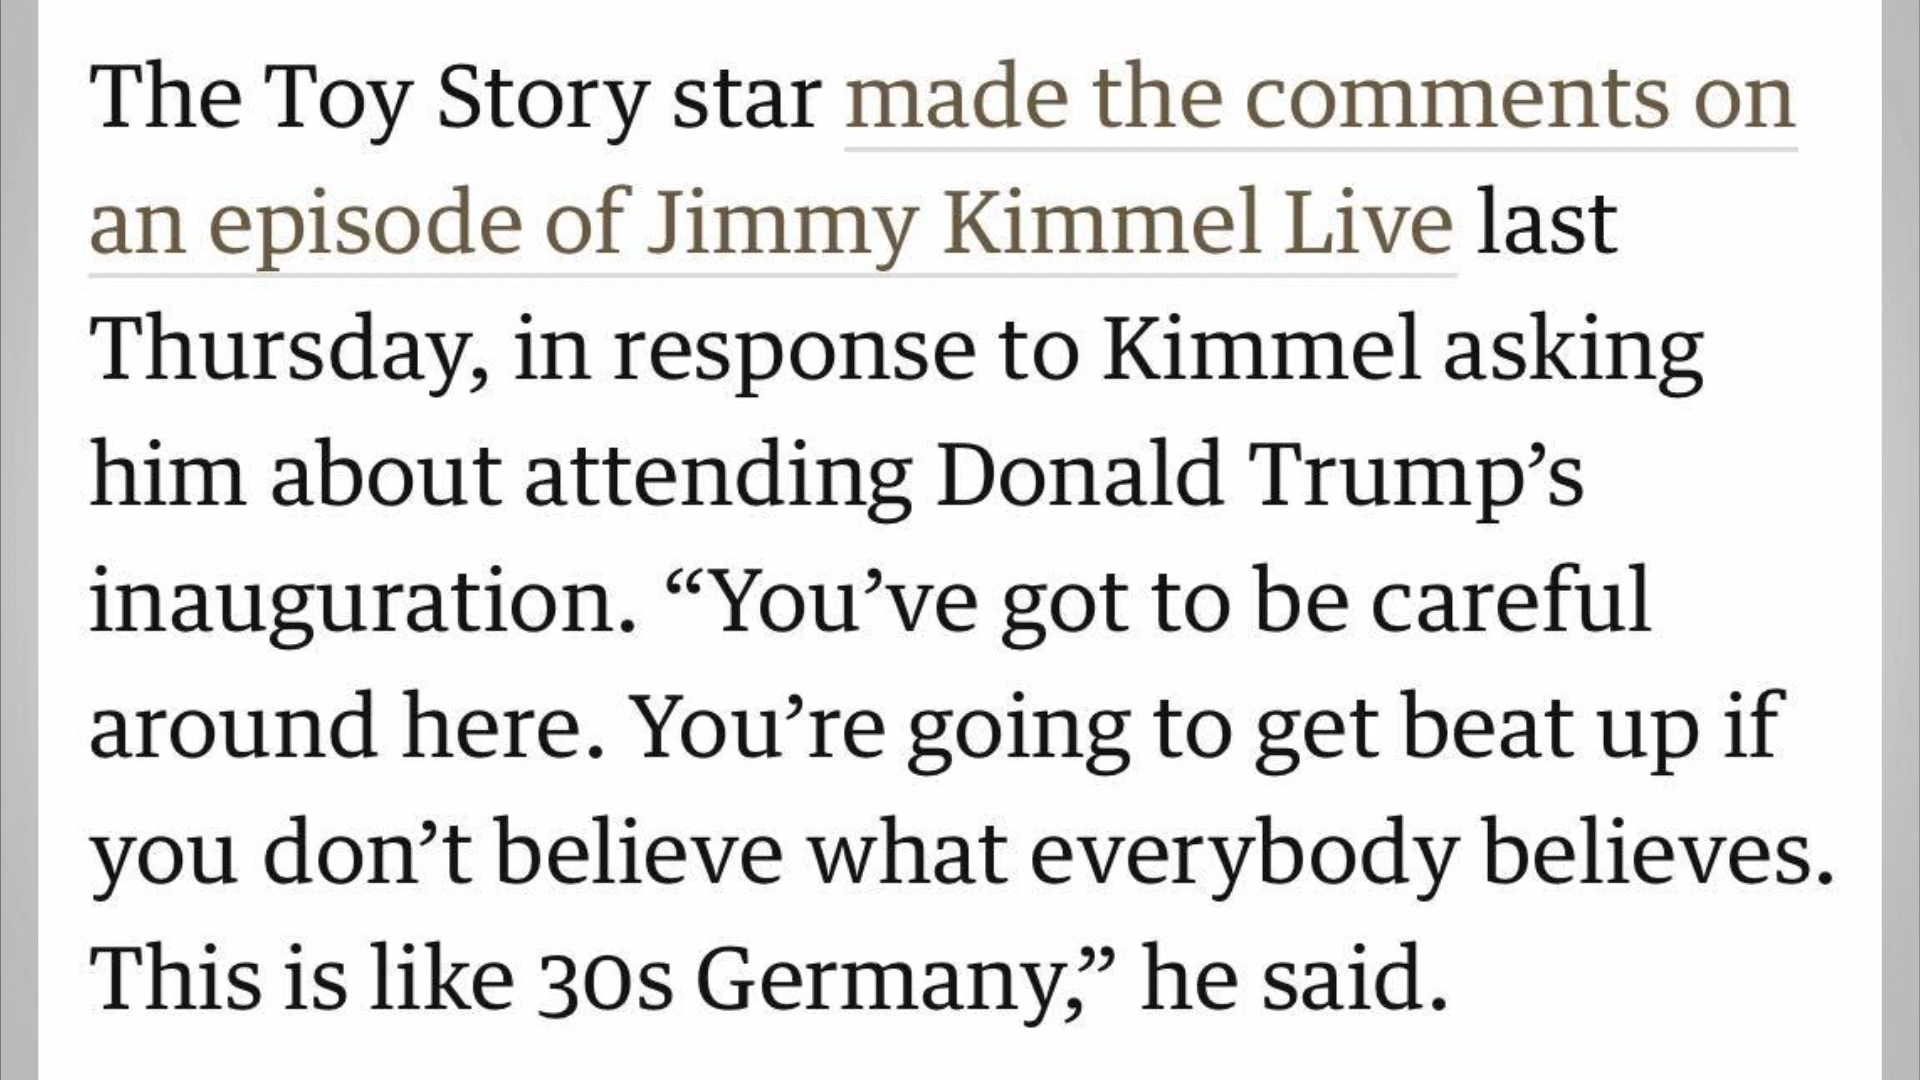 The Toy Story star made the comments on
an episode of Jimmy Kimmel Live last
Thursday, in response to Kimmel asking
him about attending Donald Trump’s
inauguration. “You’ve got to be careful
around here. You’re going to get beat up if
you don’t believe what everybody believes.
This is like 30s Germany,” he said.